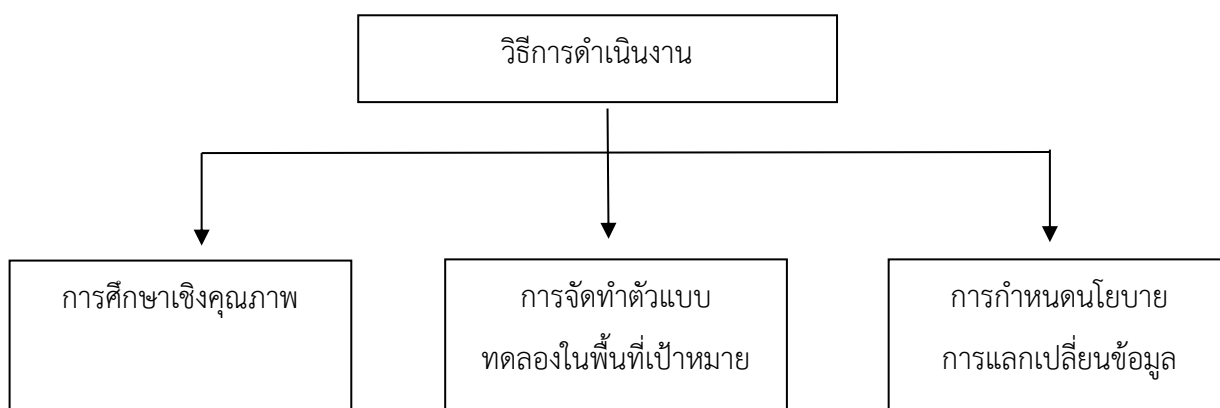 วิธีการดำเนินงาน
การศึกษาเชิงคุณภาพ
การจัดทำตัวแบบ
ทดลองในพื้นที่เป้าหมาย
การกำหนดนโยบาย
การแลกเปลี่ยนข้อมูล